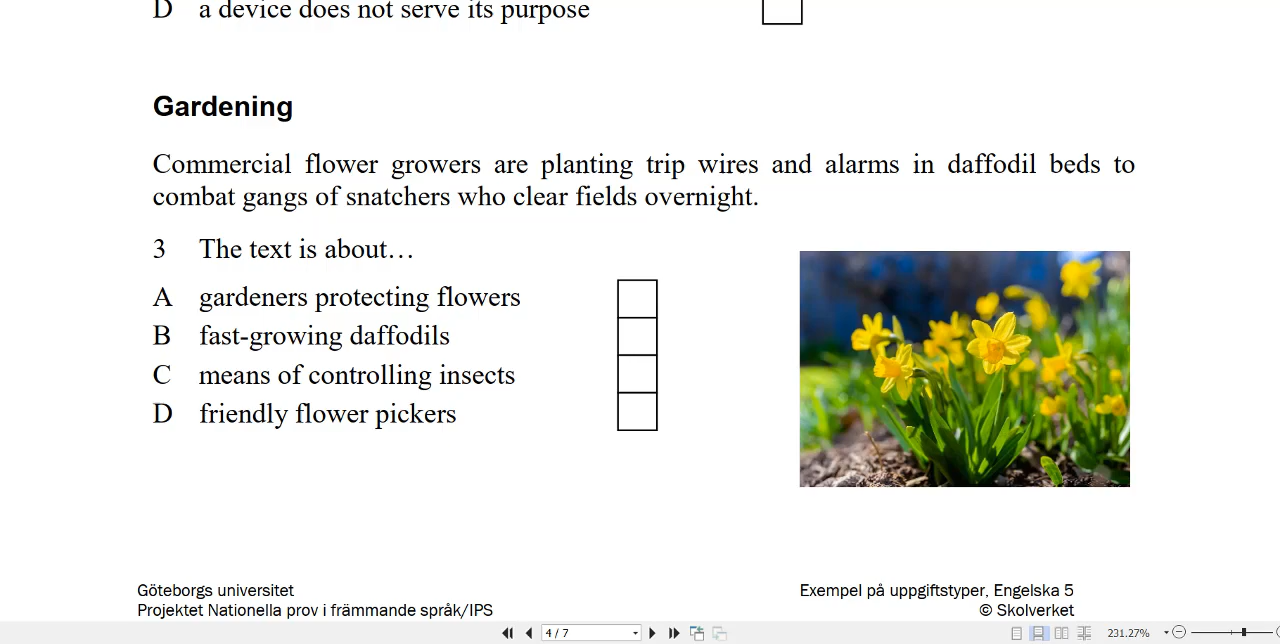 D a device does not serve its purpose
Gardening
Commercial flower growers are planting trip wires and alarms in daffodil beds to
combat gangs of snatchers who clear fields overnight.
3 The text is about…
A gardeners protecting flowers
B fast-growing daffodils
C means of controlling insects
D friendly flower pickers
Göteborgs universitet
Projektet Nationella prov i främmande språk/IPS
Exempel på uppgiftstyper, Engelska 5
© Skolverket
4 / 7
231.27%